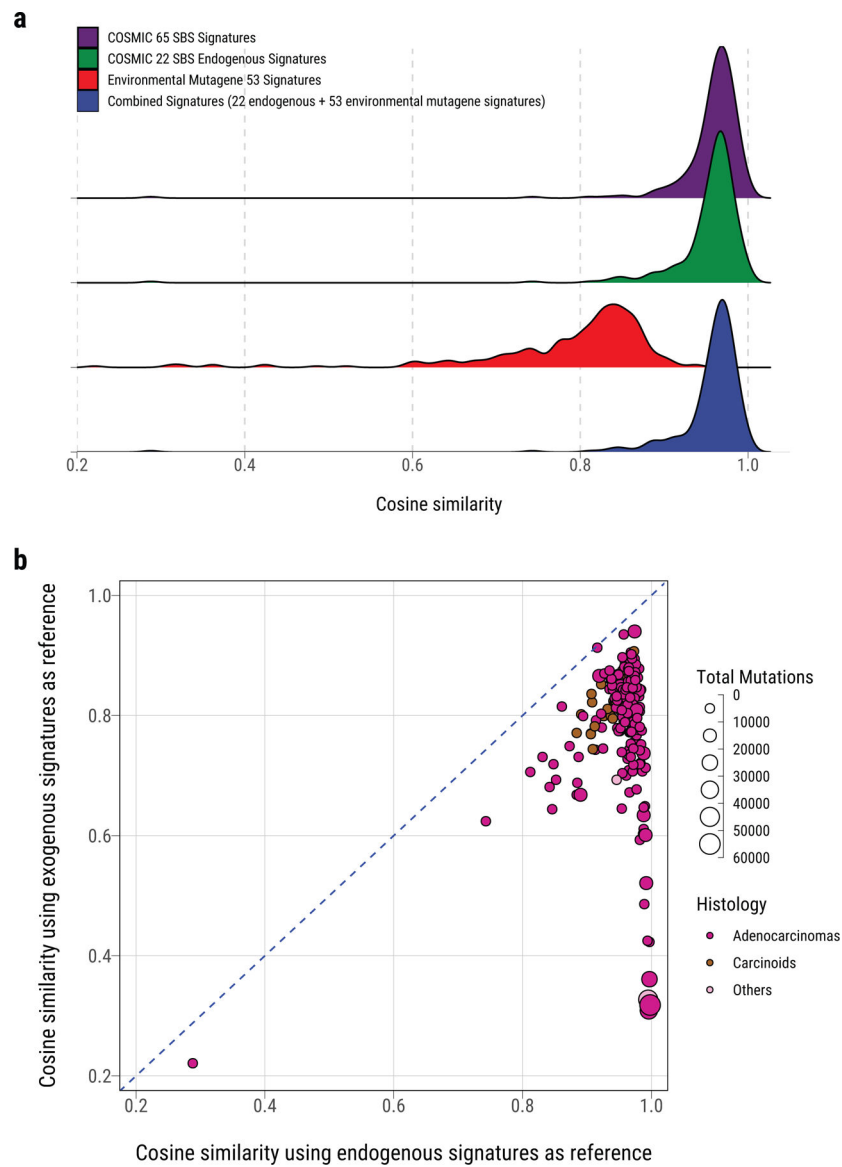 a
COSMIC 65 SBS Signatures
COSMIC 22 SBS Endogenous Signatures
Environmental Mutagene 53 Signatures
Combined Signatures (22 endogenous + 53 environmental mutagene signatures)
0.2 0.4 0.6 0.8 1.0
Cosine similarity
b
Cosine similarity using exogenous signatures as reference
1.0
0.8
0.6
0.4
0.2
0.2 0.4 0.6 0.8 1.0
Cosine similarity using endogenous signatures as reference
Total Mutations
0
10000
20000
30000
40000
50000
60000
Histology
Adenocarcinomas
Carcinoids
Others